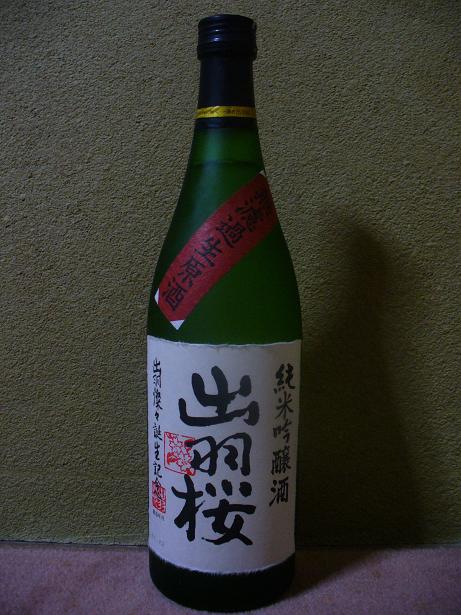 無濾過生原酒
純米吟醸酒
出羽桜
出羽燦々誕生記念